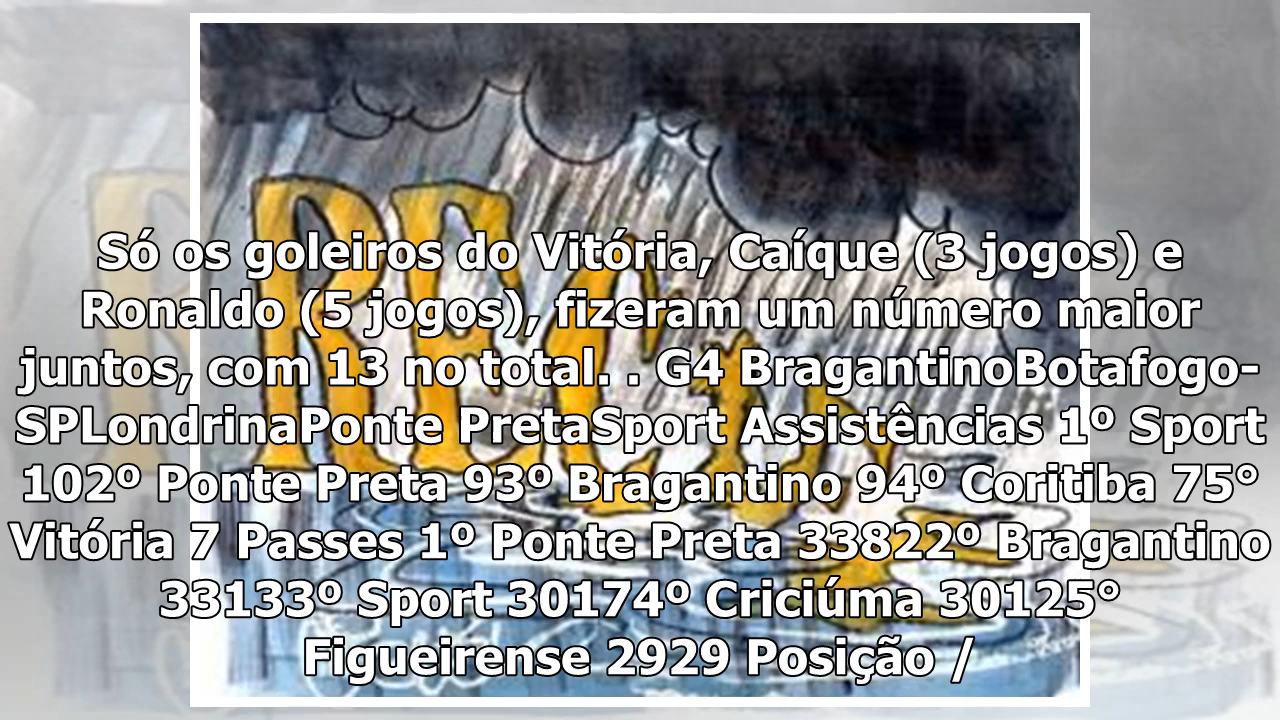 Só os goleiros do Vitória, Caíque (3 jogos) e
Ronaldo (5 jogos), fizeram um número maior
juntos, com 13 no total. . G4 BragantinoBotafogo-
SPLondrinaPonte PretaSport Assistências 1º Sport
102º Ponte Preta 93º Bragantino 94º Coritiba 75°
Vitória 7 Passes 1º Ponte Preta 33822º Bragantino
33133º Sport 30174º Criciúma 30125°
Figueirense 2929 Posição /